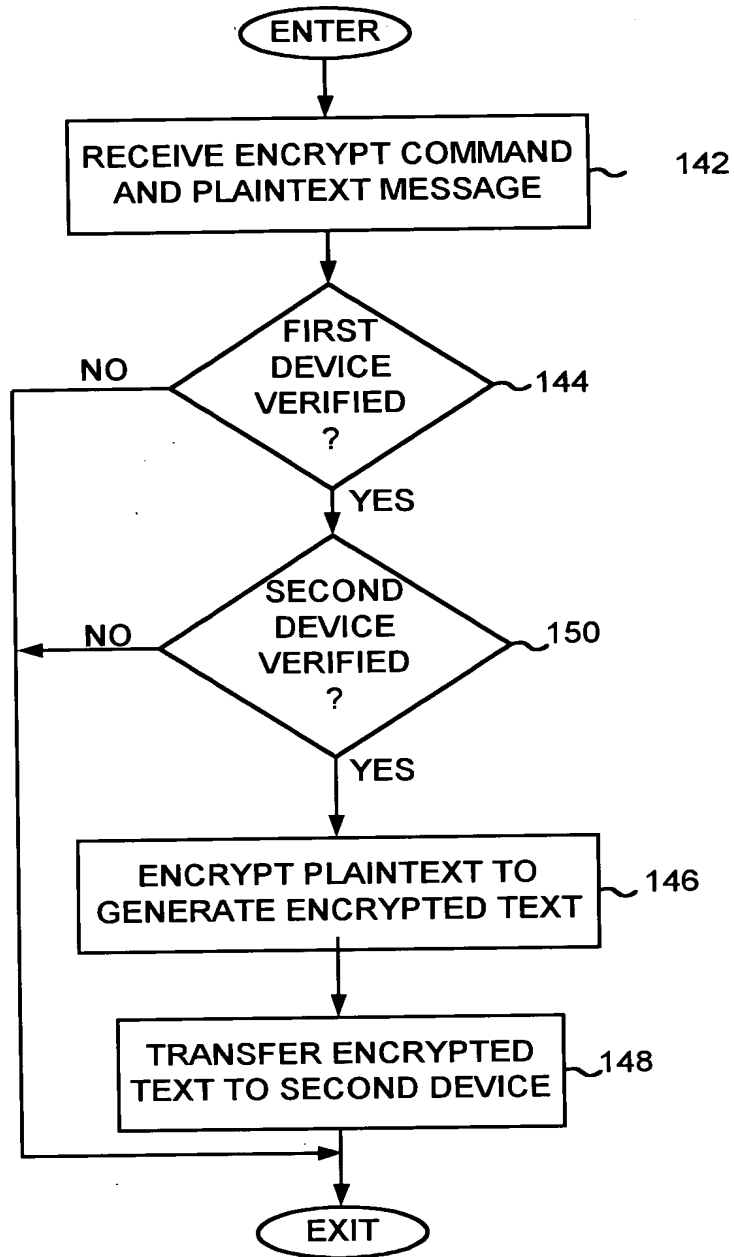 ENTER
RECEIVE ENCRYPT COMMAND
AND PLAINTEXT MESSAGE
142
FIRST
DEVICE
VERIFIED
?
NO
144
YES
SECOND
DEVICE
VERIFIED
?
NO
150
YES
ENCRYPT PLAINTEXT TO
GENERATE ENCRYPTED TEXT
146
TRANSFER ENCRYPTED
TEXT TO SECOND DEVICE
148
EXIT